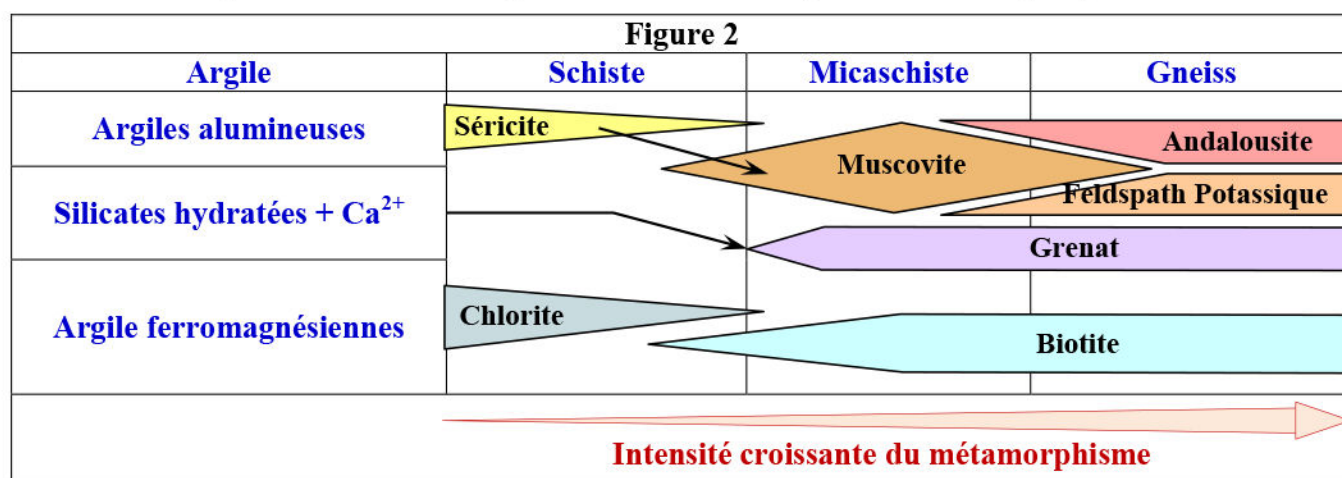 Figure 2
Argile Schiste Micaschiste Gneiss
Argiles alumineuses
Séricite
Muscovite
Andalousite
Feldspath Potassique
Silicates hydratées + Ca²⁺
Grenat
Argile ferromagnésiennes
Chlorite
Biotite
Intensité croissante du métamorphisme